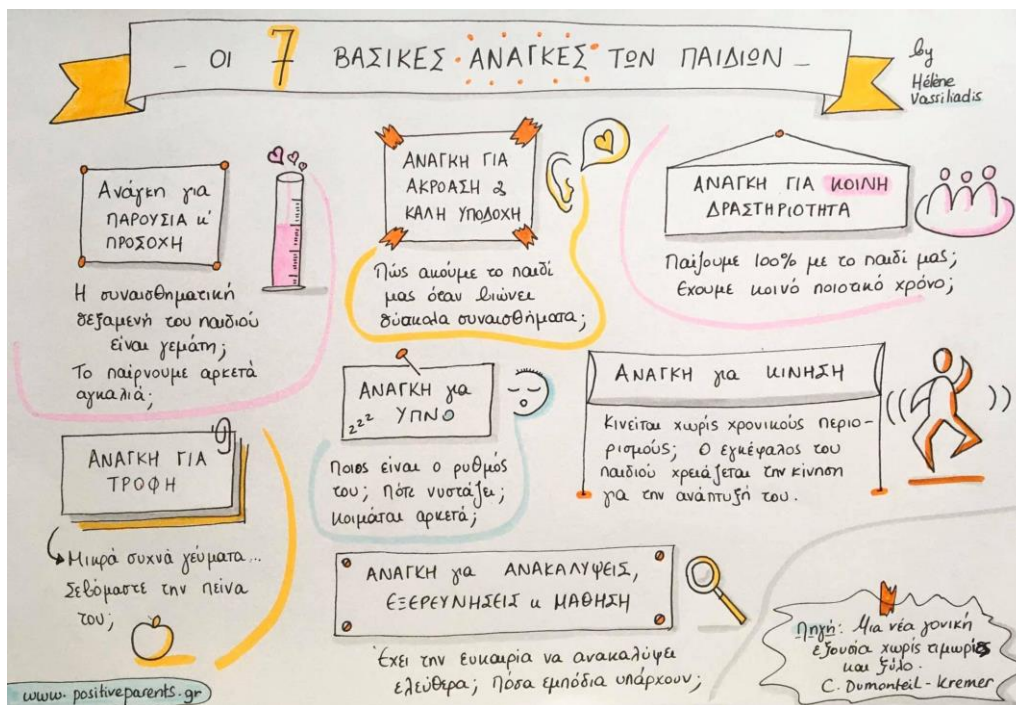 _ ΟΙ 7 ΒΑΣΙΚΕΣ ΑΝΑΓΚΕΣ ΤΩΝ ΠΑΙΔΙΩΝ _
by
Hélène
Vassiliadis
Ανάγκη για
ΠΑΡΟΥΣΙΑ κ'
ΠΡΟΣΟΧΗ
Η συναισθηματική
δεξαμενή του παιδιού
είναι γεμάτη;
Το παίρνουμε αρκετά
αγκαλιά;
ΑΝΑΓΚΗ ΓΙΑ
ΑΚΡΟΑΣΗ &
ΚΑΛΗ ΥΠΟΔΟΧΗ
Πώς ακούμε το παιδί
μας όταν βιώνει
δύσκολα συναισθήματα;
ΑΝΑΓΚΗ ΓΙΑ ΚΟΙΝΗ
ΔΡΑΣΤΗΡΙΟΤΗΤΑ
Παίζουμε 100% με το παιδί μας;
Έχουμε κοινό ποιοτικό χρόνο;
ΑΝΑΓΚΗ ΓΙΑ
ΤΡΟΦΗ
Μικρά συχνά γεύματα...
Σεβόμαστε την πείνα
του;
ΑΝΑΓΚΗ για
zzz ΥΠΝΟ
Ποιος είναι ο ρυθμός
του; Πότε νυστάζει;
κοιμάται αρκετά;
ΑΝΑΓΚΗ για ΚΙΝΗΣΗ
Κινείται χωρίς χρονικούς περιο-
ρισμούς; Ο εγκέφαλος του
παιδιού χρειάζεται την κίνηση
για την ανάπτυξή του.
ΑΝΑΓΚΗ για ΑΝΑΚΑΛΥΨΕΙΣ,
ΕΞΕΡΕΥΝΗΣΕΙΣ κ ΜΑΘΗΣΗ
Έχει την ευκαιρία να ανακαλύψει
ελεύθερα; Πόσα εμπόδια υπάρχουν;
Πηγή: Μια νέα γονική
εξουσία χωρίς τιμωρίες
και ξύλο.
C. Dumonteil-Kremer
www.positiveparents.gr